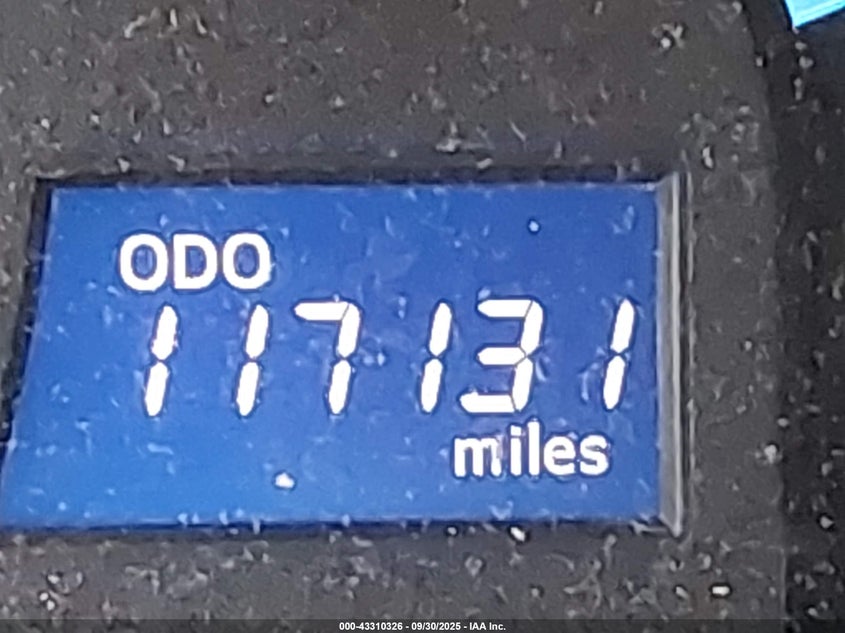 ODO
117131
miles
000-43310326 - 09/30/2025 - IAA Inc.